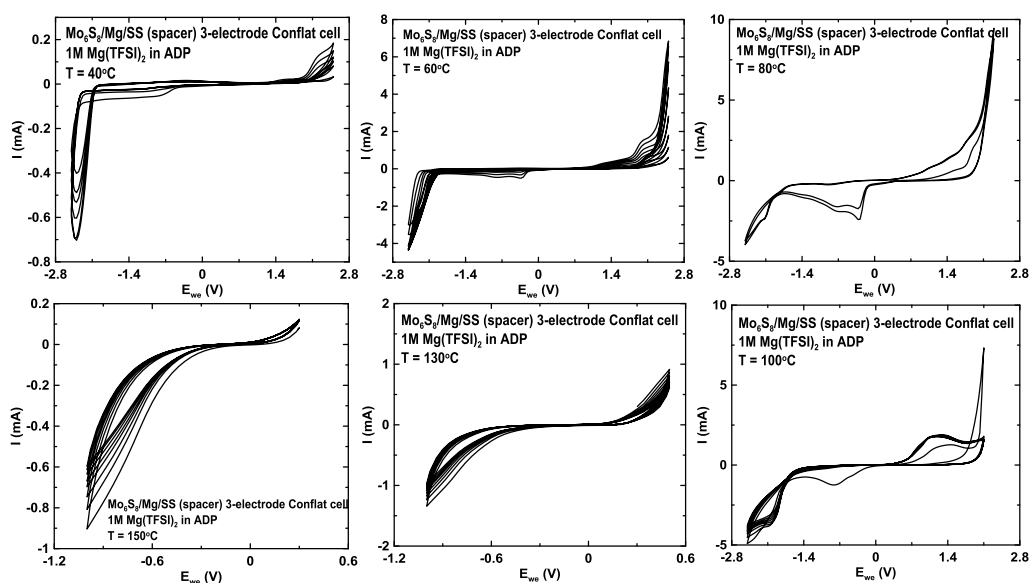 Mo6S8/Mg/SS (spacer) 3-electrode Conflat cell
1M Mg(TFSI)2 in ADP
T = 40°C
0.2
0
-0.2
-0.4
-0.6
-0.8
I (mA)
-2.8 -1.4 0 1.4 2.8
Ewe (V)
Mo6S8/Mg/SS (spacer) 3-electrode Conflat cell
1M Mg(TFSI)2 in ADP
T = 60°C
8
6
4
2
0
-2
-4
I (mA)
-2.8 -1.4 0 1.4 2.8
Ewe (V)
Mo6S8/Mg/SS (spacer) 3-electrode Conflat cell
1M Mg(TFSI)2 in ADP
T = 80°C
10
5
0
-5
I (mA)
-2.8 -1.4 0 1.4 2.8
Ewe (V)
0.2
0
-0.2
-0.4
-0.6
-0.8
-1
I (mA)
Mo6S8/Mg/SS (spacer) 3-electrode Conflat cell
1M Mg(TFSI)2 in ADP
T = 150°C
-1.2 -0.6 0 0.6
Ewe (V)
Mo6S8/Mg/SS (spacer) 3-electrode Conflat cell
1M Mg(TFSI)2 in ADP
T = 130°C
2
1
0
-1
-2
I (mA)
-1.2 -0.6 0 0.6
Ewe (V)
Mo6S8/Mg/SS (spacer) 3-electrode Conflat cell
1M Mg(TFSI)2 in ADP
T = 100°C
10
5
0
-5
I (mA)
-2.8 -1.4 0 1.4 2.8
Ewe (V)